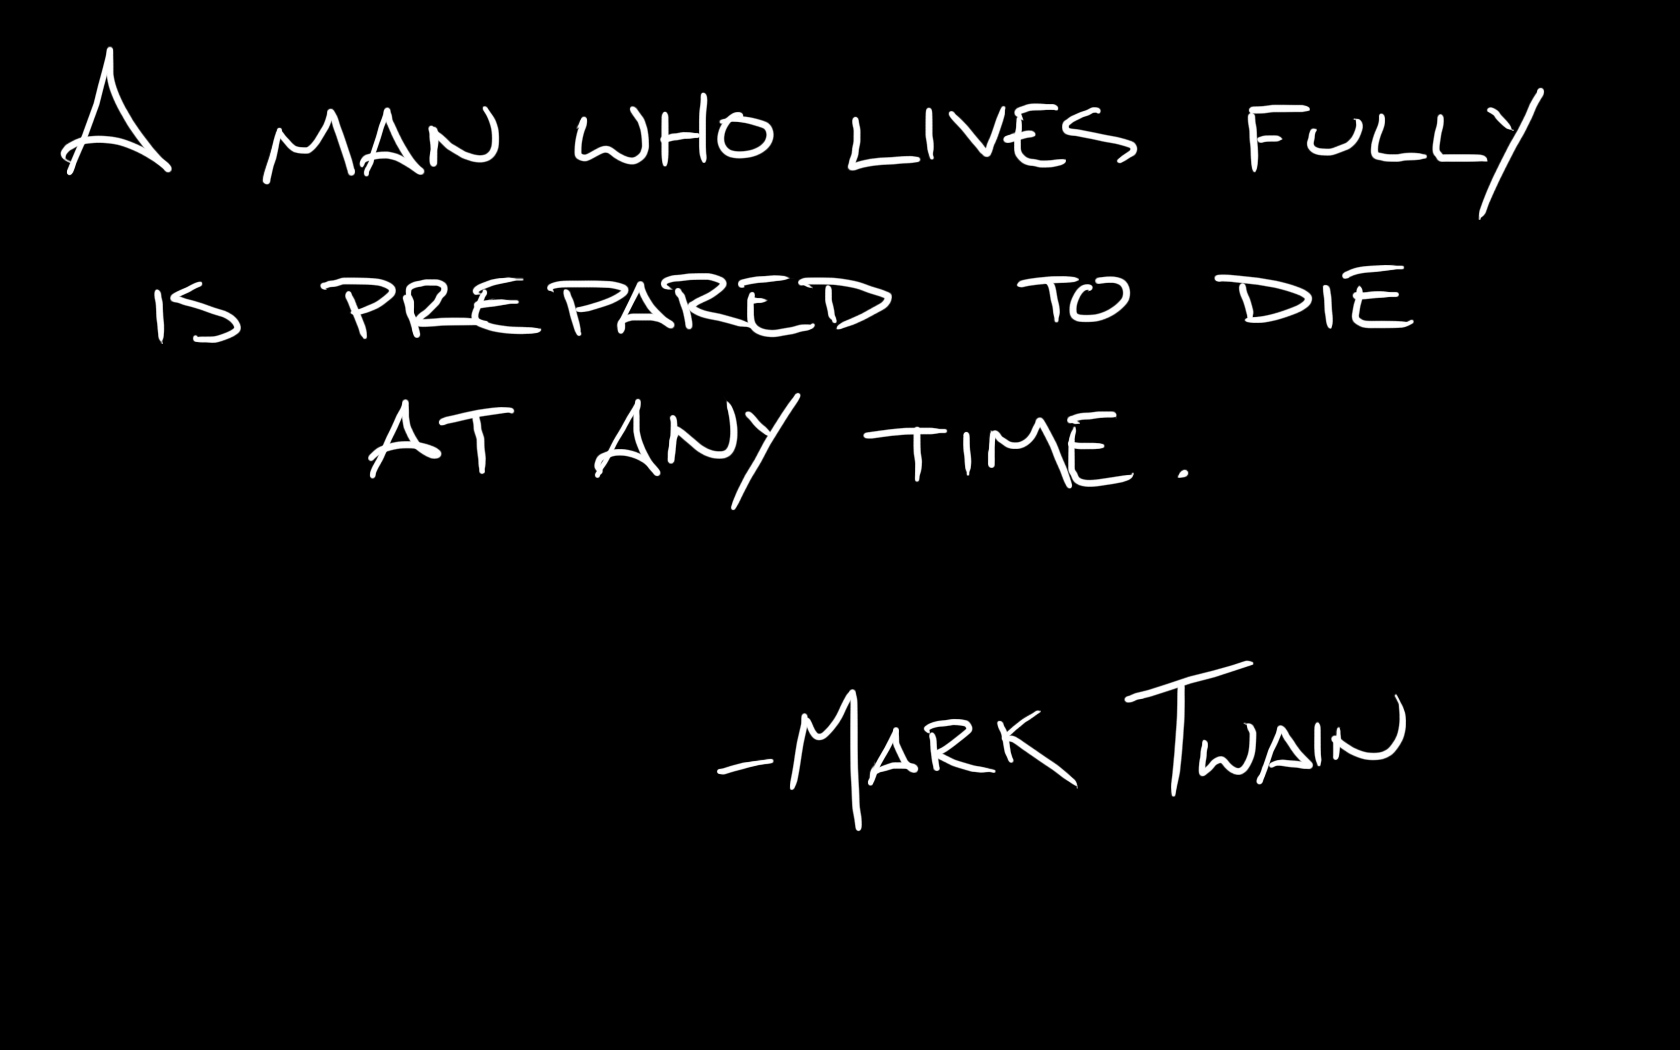 A MAN WHO LIVES FULLY
IS PREPARED TO DIE
AT ANY TIME.
-MARK TWAIN